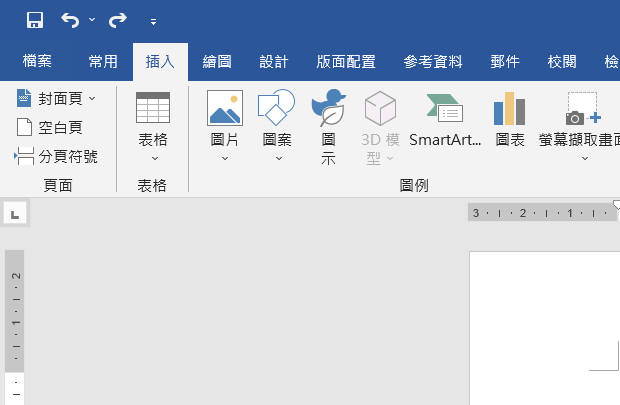 檔案 常用 插入 繪圖 設計 版面配置 參考資料 郵件 校閱 檢
封面頁
空白頁
分頁符號
頁面
表格
表格
圖片
圖案
圖
示
3D 模
型
SmartArt...
圖表
螢幕擷取畫面
圖例
3 2 1
2
1